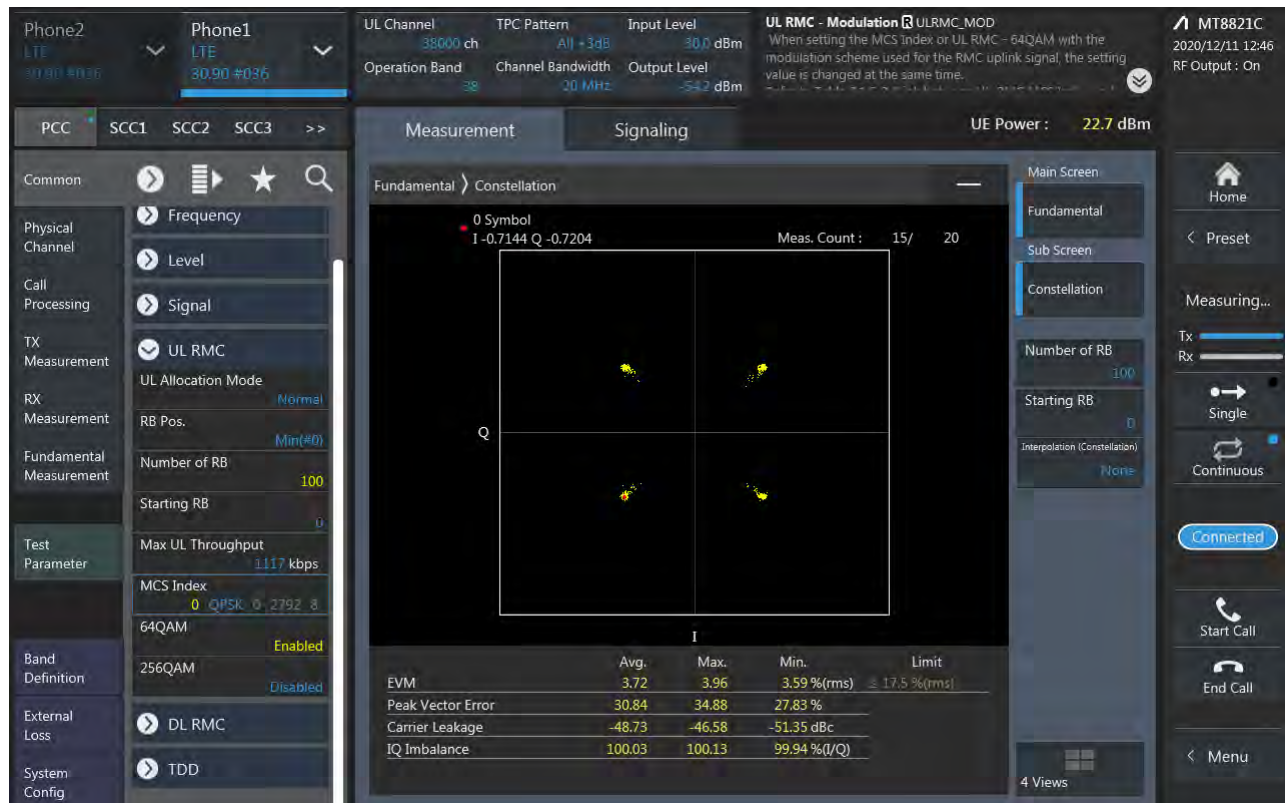 Phone2
LTE
30.90 #036
Phone1
LTE
30.90 #036
UL Channel
38000 ch
TPC Pattern
All +3dB
Input Level
30.0 dBm
Operation Band
38
Channel Bandwidth
20 MHz
Output Level
-54.2 dBm
UL RMC - Modulation R ULRMC_MOD
When setting the MCS Index or UL RMC - 64QAM with the
modulation scheme used for the RMC uplink signal, the setting
value is changed at the same time.
MT8821C
2020/12/11 12:46
RF Output : On
PCC SCC1 SCC2 SCC3 >>
Measurement
Signaling
UE Power : 22.7 dBm
Common
Physical
Channel
Call
Processing
TX
Measurement
RX
Measurement
Fundamental
Measurement
Test
Parameter
Band
Definition
External
Loss
System
Config
Frequency
Level
Signal
UL RMC
UL Allocation Mode
Normal
RB Pos.
Min(#0)
Number of RB
100
Starting RB
0
Max UL Throughput
1117 kbps
MCS Index
0 QPSK 0 2792 8
64QAM
Enabled
256QAM
Disabled
DL RMC
TDD
Fundamental > Constellation
0 Symbol
I -0.7144 Q -0.7204
Meas. Count : 15/ 20
Q
I
Avg. Max. Min. Limit
EVM 3.72 3.96 3.59 %(rms) ≤ 17.5 %(rms)
Peak Vector Error 30.84 34.88 27.83 %
Carrier Leakage -48.73 -46.58 -51.35 dBc
IQ Imbalance 100.03 100.13 99.94 %(I/Q)
Main Screen
Fundamental
Sub Screen
Constellation
Number of RB
100
Starting RB
0
Interpolation (Constellation)
None
4 Views
Home
< Preset
Measuring...
Tx
Rx
Single
Continuous
Connected
Start Call
End Call
< Menu